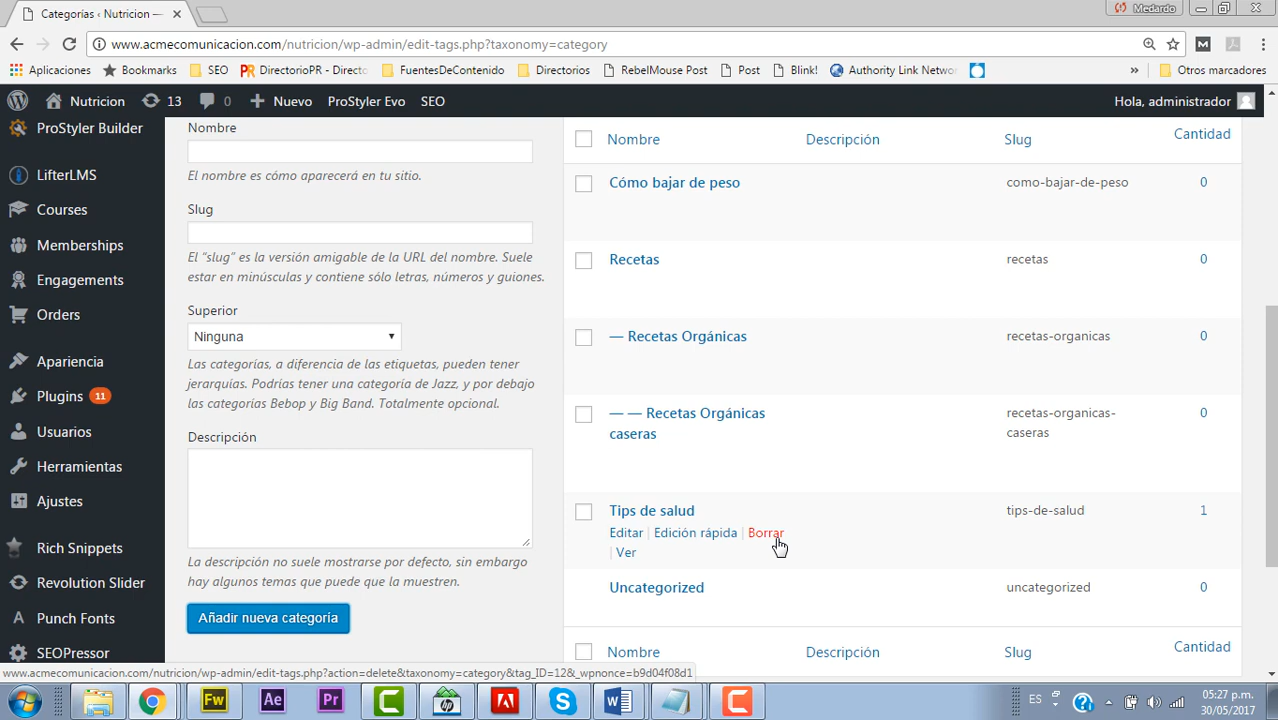 Categorías ‹ Nutricion —
Medardo
www.acmecomunicacion.com/nutricion/wp-admin/edit-tags.php?taxonomy=category
Aplicaciones Bookmarks SEO DirectorioPR - Directo FuentesDeContenido Directorios RebelMouse Post Post Blink! Authority Link Netwo » Otros marcadores
Nutricion 13 0 Nuevo ProStyler Evo SEO Hola, administrador
ProStyler Builder
LifterLMS
Courses
Memberships
Engagements
Orders
Apariencia
Plugins 11
Usuarios
Herramientas
Ajustes
Rich Snippets
Revolution Slider
Punch Fonts
SEOPressor
Nombre
El nombre es cómo aparecerá en tu sitio.
Slug
El “slug” es la versión amigable de la URL del nombre. Suele
estar en minúsculas y contiene sólo letras, números y guiones.
Superior
Ninguna
Las categorías, a diferencia de las etiquetas, pueden tener
jerarquías. Podrías tener una categoría de Jazz, y por debajo
las categorías Bebop y Big Band. Totalmente opcional.
Descripción
La descripción no suele mostrarse por defecto, sin embargo
hay algunos temas que puede que la muestren.
Añadir nueva categoría
Nombre Descripción Slug Cantidad
Cómo bajar de peso como-bajar-de-peso 0
Recetas recetas 0
— Recetas Orgánicas recetas-organicas 0
— — Recetas Orgánicas recetas-organicas- 0
caseras caseras
Tips de salud tips-de-salud 1
Editar | Edición rápida | Borrar
| Ver
Uncategorized uncategorized 0
Nombre Descripción Slug Cantidad
www.acmecomunicacion.com/nutricion/wp-admin/edit-tags.php?action=delete&taxonomy=category&tag_ID=12&_wpnonce=b9d04f08d1
Fw Ae Pr ES 05:27 p.m.
30/05/2017